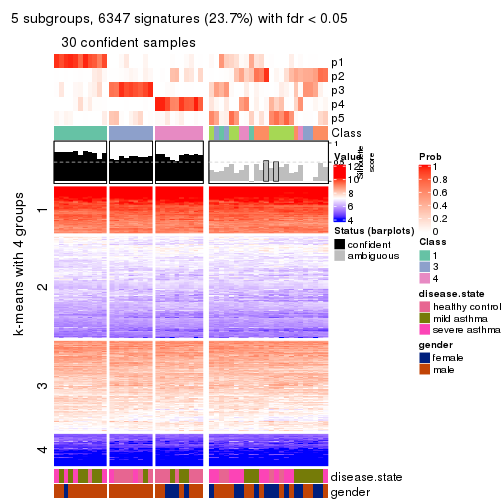 5 subgroups, 6347 signatures (23.7%) with fdr < 0.05
30 confident samples
p1
p2
p3
p4
p5
Class
1
0.5
Silhouette
score
k-means with 4 groups
1
2
3
4
Value
12
10
8
6
4
Status (barplots)
confident
ambiguous
Prob
1
0.8
0.6
0.4
0.2
0
Class
1
3
4
disease.state
healthy control
mild asthma
severe asthma
gender
female
male
disease.state
gender